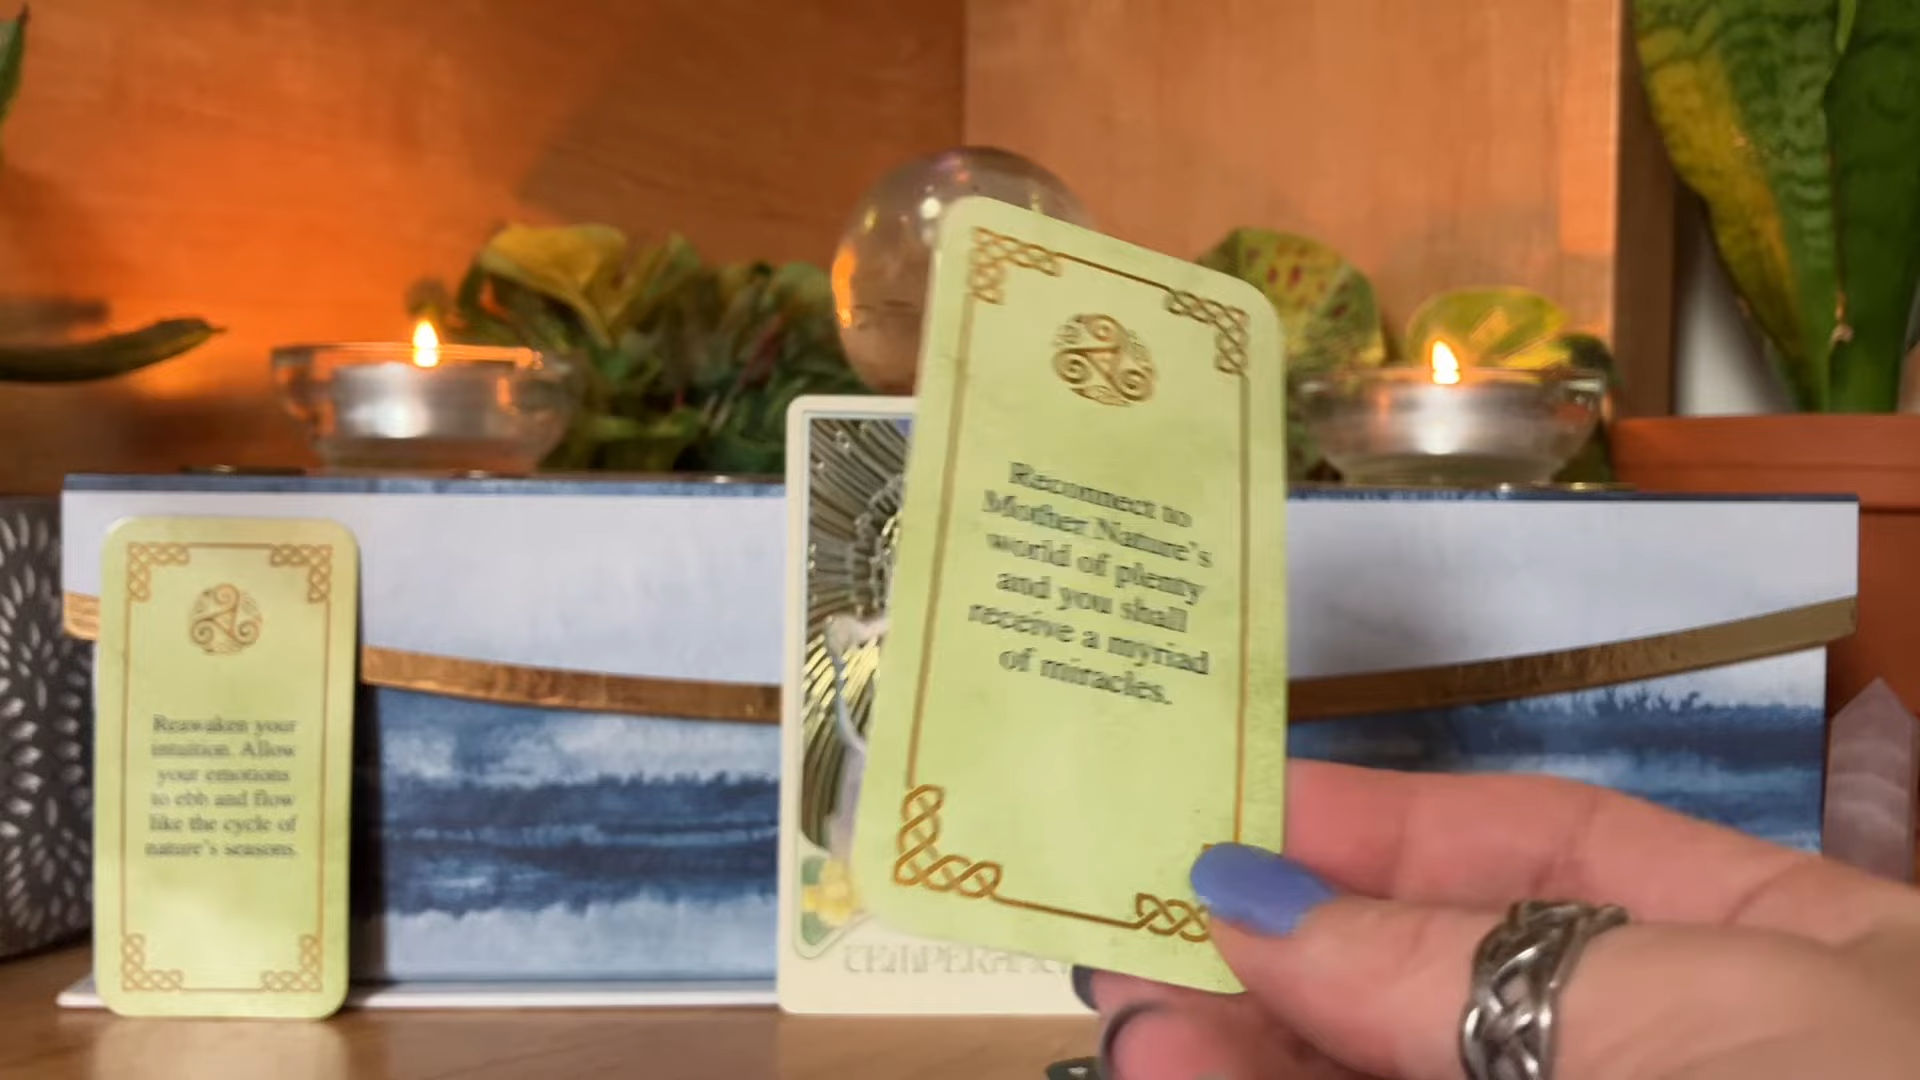 Reawaken your
intuition. Allow
your emotions
to ebb and flow
like the cycle of
nature's seasons.
Reconnect to
Mother Nature's
world of plenty
and you shall
receive a myriad
of miracles.